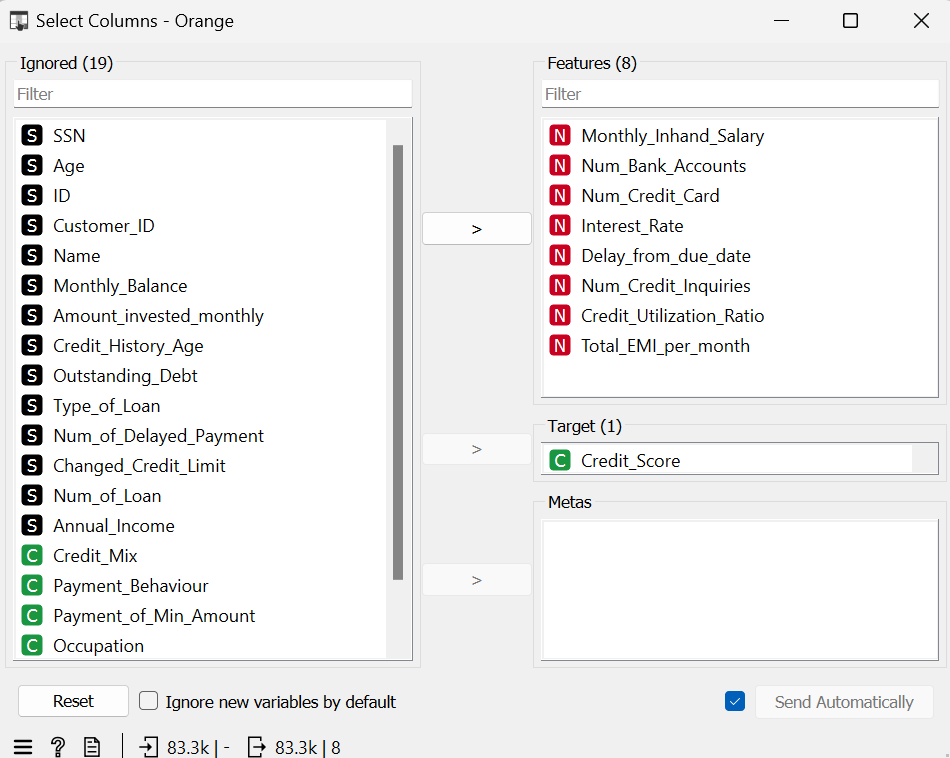 Select Columns - Orange
Ignored (19)
Filter
S SSN
S Age
S ID
S Customer_ID
S Name
S Monthly_Balance
S Amount_invested_monthly
S Credit_History_Age
S Outstanding_Debt
S Type_of_Loan
S Num_of_Delayed_Payment
S Changed_Credit_Limit
S Num_of_Loan
S Annual_Income
C Credit_Mix
C Payment_Behaviour
C Payment_of_Min_Amount
C Occupation
>
>
>
Features (8)
Filter
N Monthly_Inhand_Salary
N Num_Bank_Accounts
N Num_Credit_Card
N Interest_Rate
N Delay_from_due_date
N Num_Credit_Inquiries
N Credit_Utilization_Ratio
N Total_EMI_per_month
Target (1)
C Credit_Score
Metas
Reset
Ignore new variables by default
Send Automatically
? 83.3k | - 83.3k | 8